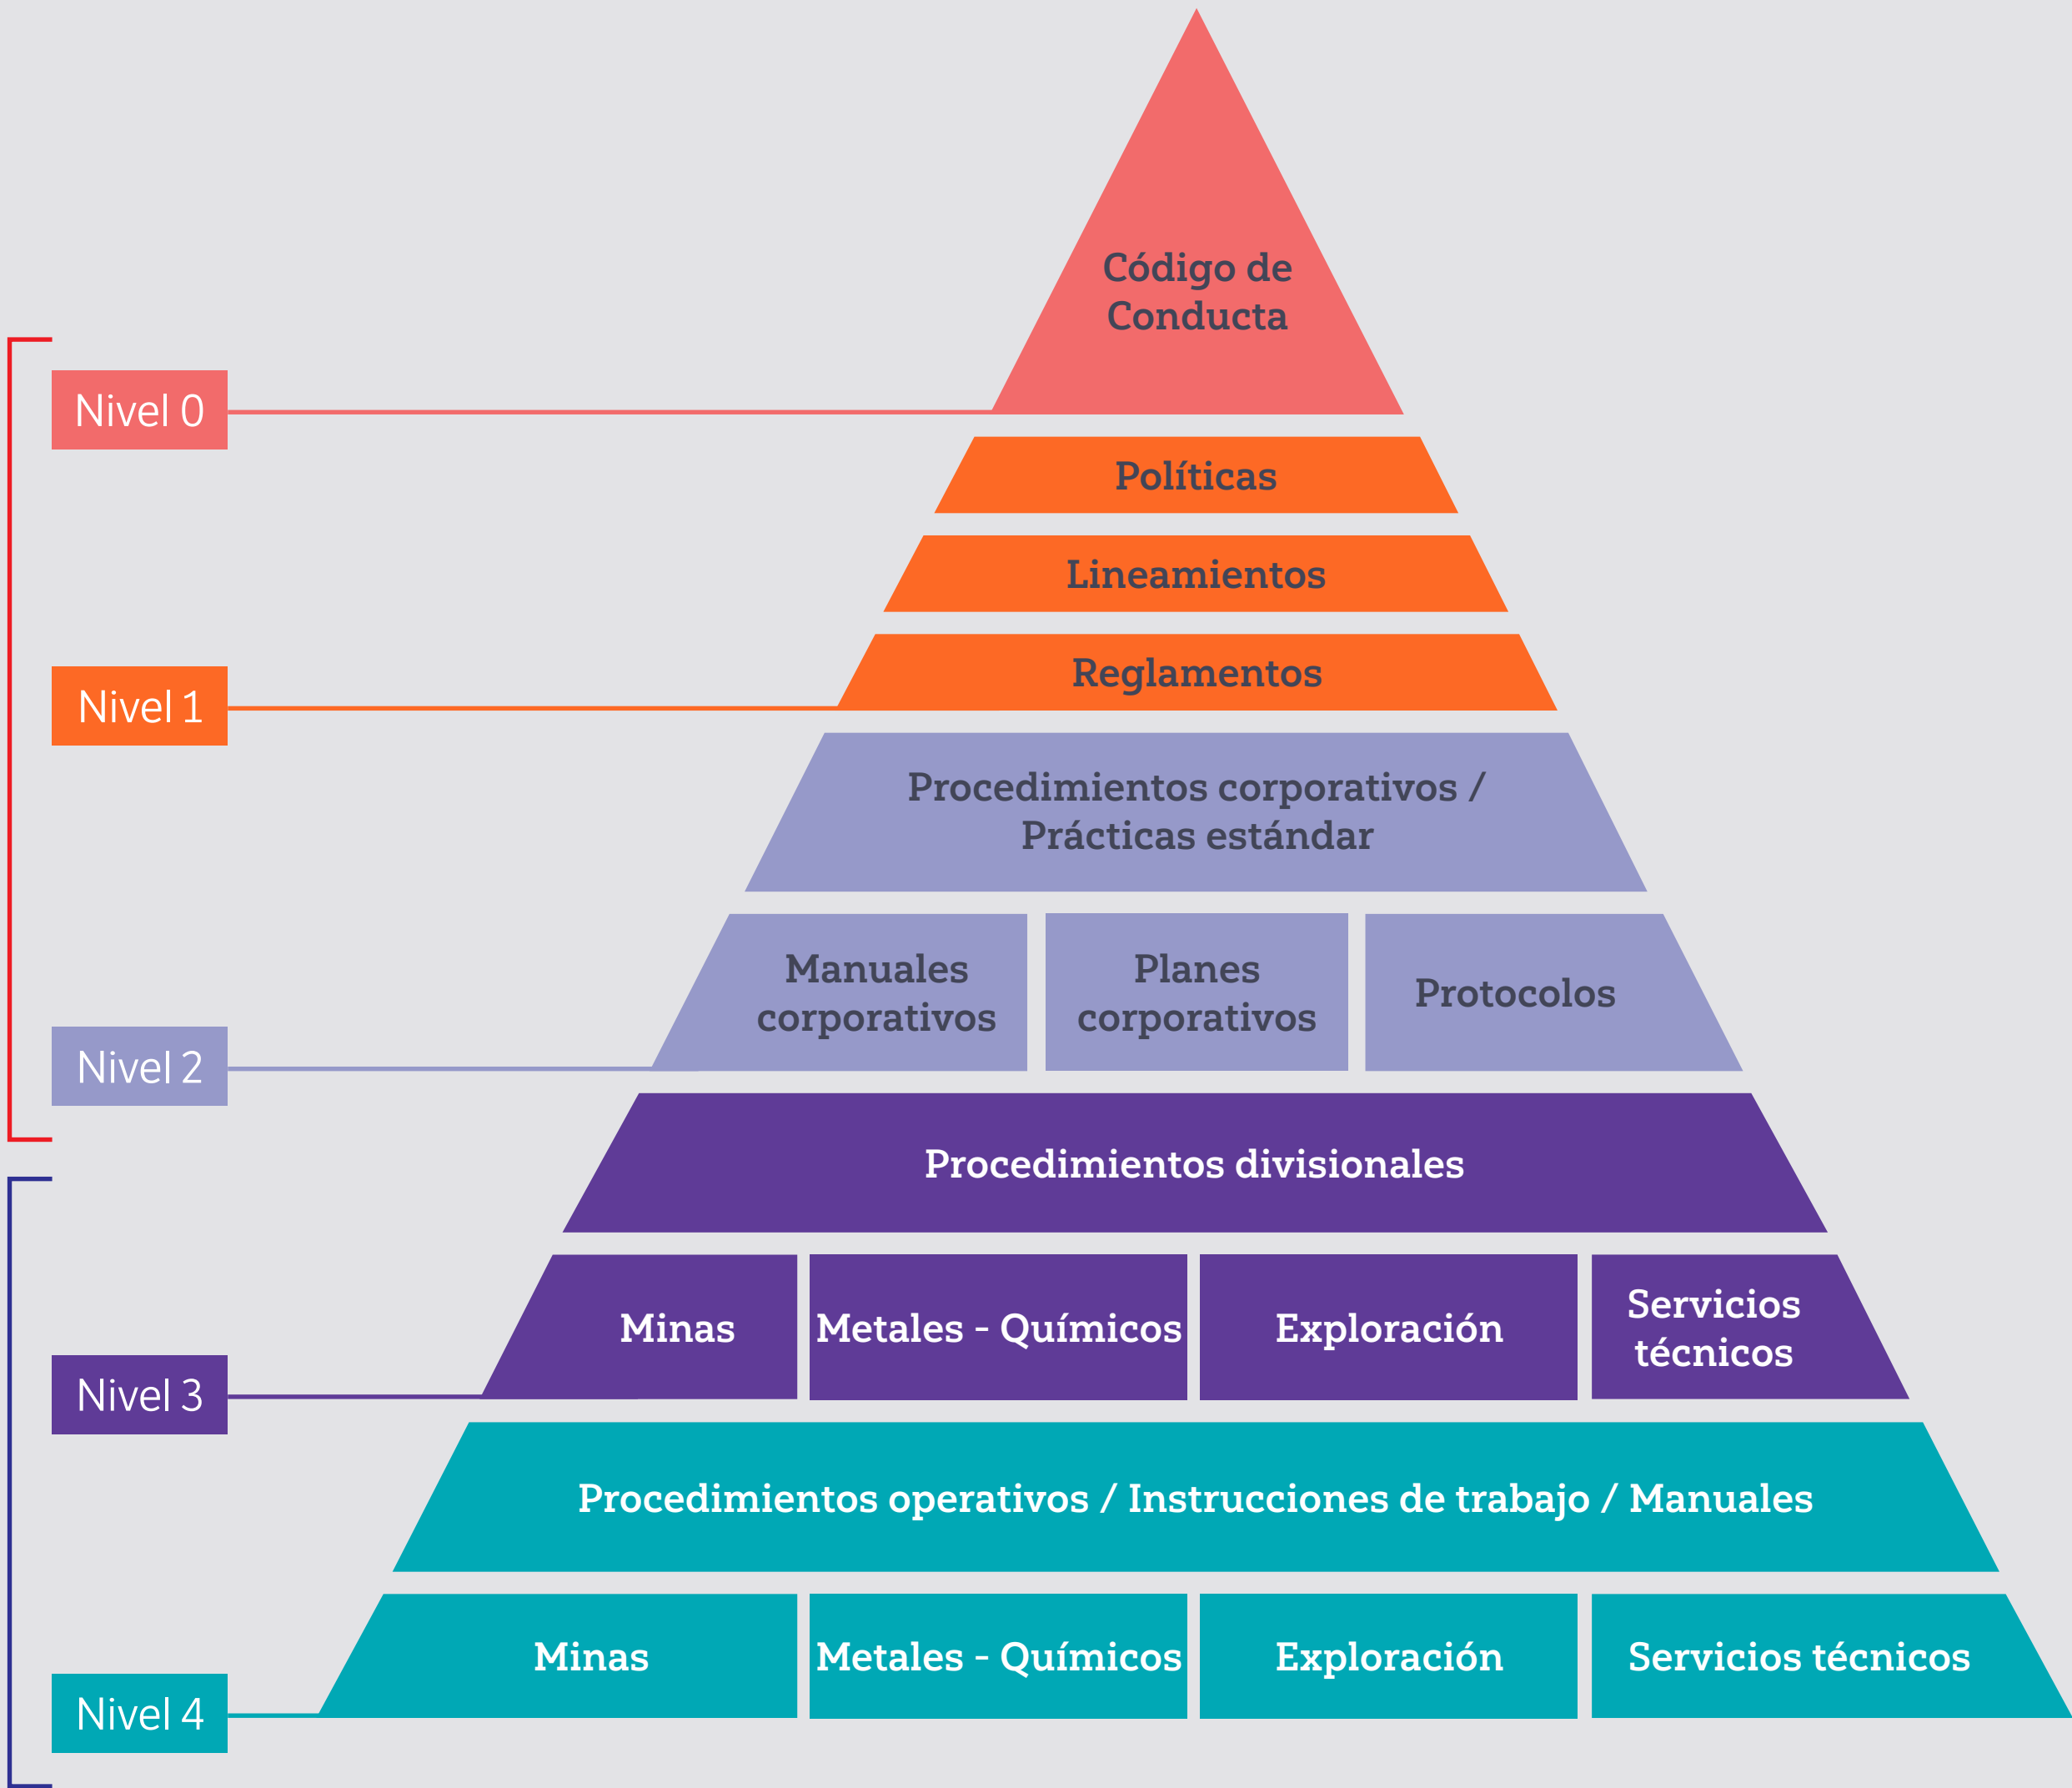 Código de
Conducta
Nivel 0
Políticas
Lineamientos
Reglamentos
Nivel 1
Procedimientos corporativos /
Prácticas estándar
Manuales
corporativos
Planes
corporativos
Protocolos
Nivel 2
Procedimientos divisionales
Minas
Metales - Químicos
Exploración
Servicios
técnicos
Nivel 3
Procedimientos operativos / Instrucciones de trabajo / Manuales
Minas
Metales - Químicos
Exploración
Servicios técnicos
Nivel 4